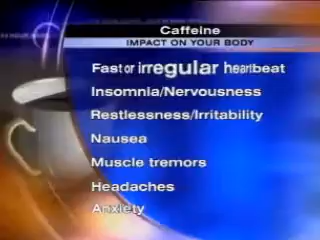 Caffeine
IMPACT ON YOUR BODY
Fast or irregular heartbeat
Insomnia/Nervousness
Restlessness/Irritability
Nausea
Muscle tremors
Headaches
Anxiety